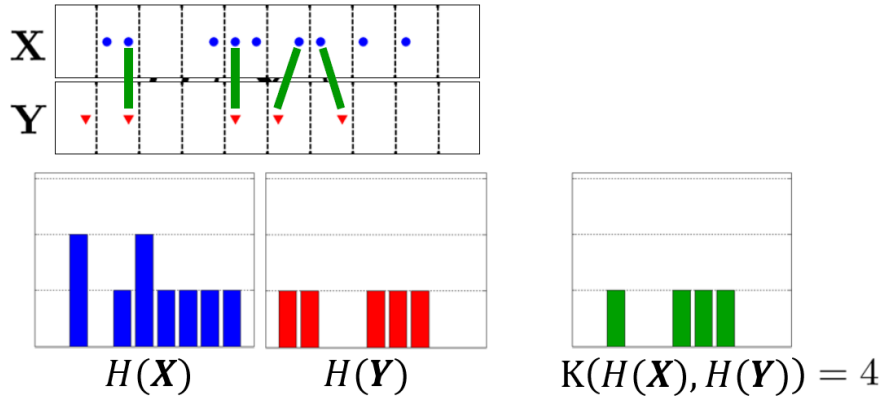 X
Y
H(X)
H(Y)
K(H(X), H(Y)) = 4